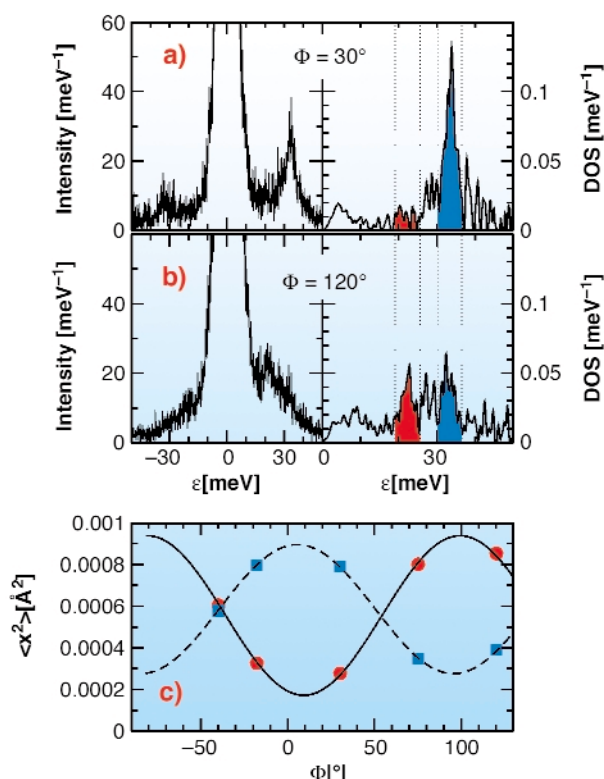 a)
Φ = 30°
Intensity [meV⁻¹]
60
40
20
0
DOS [meV⁻¹]
0.1
0.05
0
b)
Φ = 120°
Intensity [meV⁻¹]
40
20
0
DOS [meV⁻¹]
0.1
0.05
0
−30 0 30 0 30
ε[meV] ε[meV]
c)
<x²>[Å²]
0.001
0.0008
0.0006
0.0004
0.0002
0
−50 0 50 100
Φ[°]